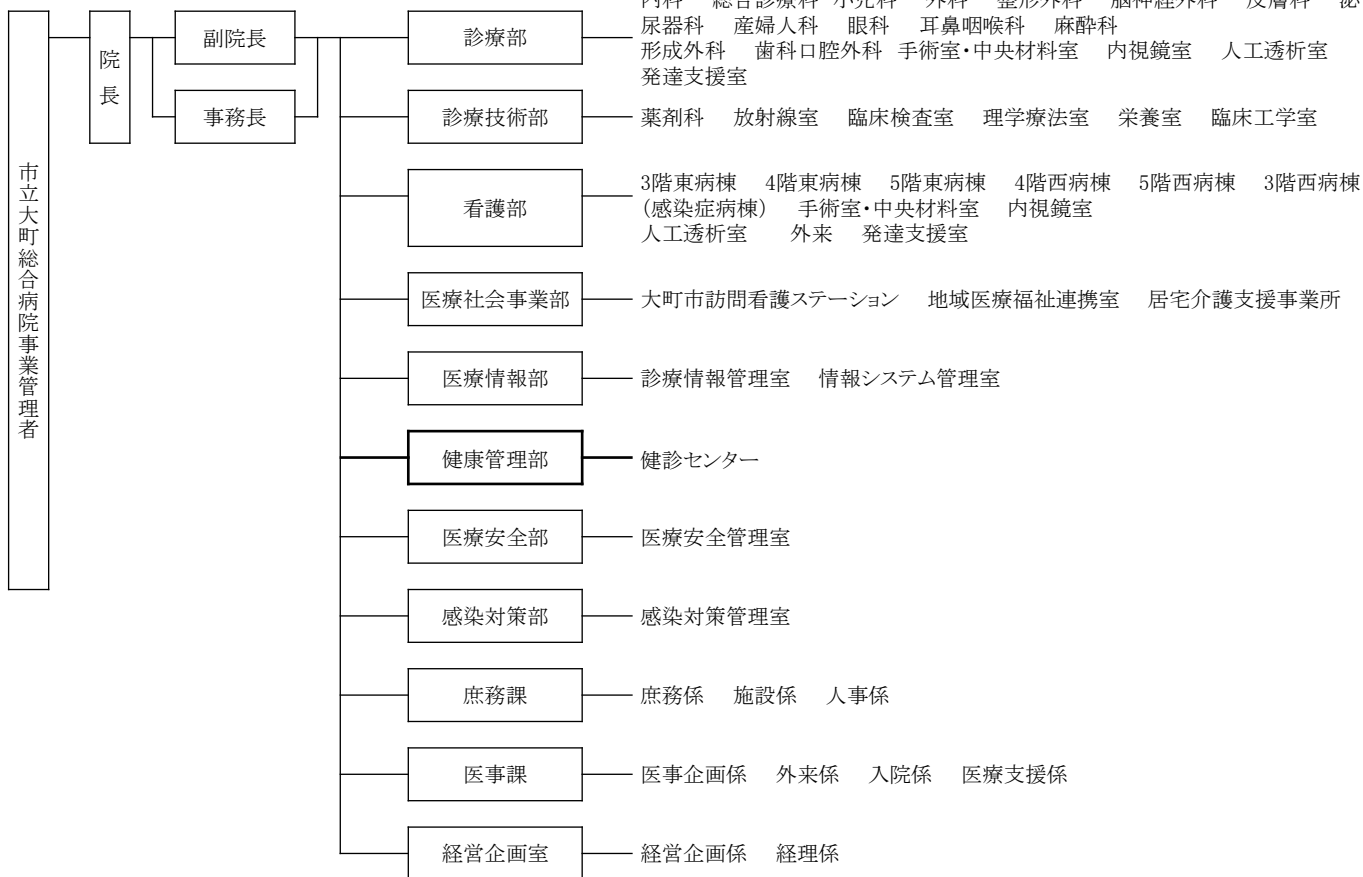 市立大町総合病院事業管理者
院長
副院長
事務長
診療部
内科 総合診療科 小児科 外科 整形外科 脳神経外科 皮膚科 泌
尿器科 産婦人科 眼科 耳鼻咽喉科 麻酔科
形成外科 歯科口腔外科 手術室・中央材料室 内視鏡室 人工透析室
発達支援室
診療技術部
薬剤科 放射線室 臨床検査室 理学療法室 栄養室 臨床工学室
看護部
3階東病棟 4階東病棟 5階東病棟 4階西病棟 5階西病棟 3階西病棟
(感染症病棟) 手術室・中央材料室 内視鏡室
人工透析室 外来 発達支援室
医療社会事業部
大町市訪問看護ステーション 地域医療福祉連携室 居宅介護支援事業所
医療情報部
診療情報管理室 情報システム管理室
健康管理部
健診センター
医療安全部
医療安全管理室
感染対策部
感染対策管理室
庶務課
庶務係 施設係 人事係
医事課
医事企画係 外来係 入院係 医療支援係
経営企画室
経営企画係 経理係